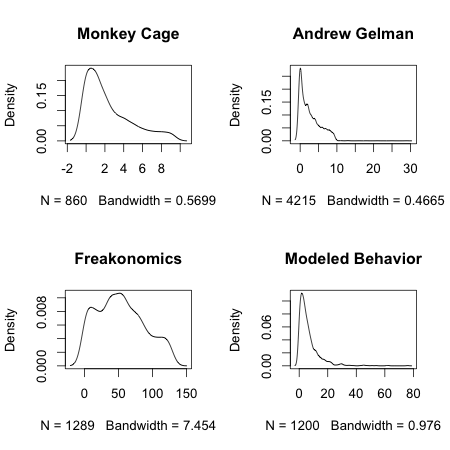 Monkey Cage
Density
0.00 0.15
-2 2 4 6 8
N = 860 Bandwidth = 0.5699
Andrew Gelman
Density
0.00 0.15
0 10 20 30
N = 4215 Bandwidth = 0.4665
Freakonomics
Density
0.000 0.008
0 50 100 150
N = 1289 Bandwidth = 7.454
Modeled Behavior
Density
0.00 0.06
0 20 40 60 80
N = 1200 Bandwidth = 0.976